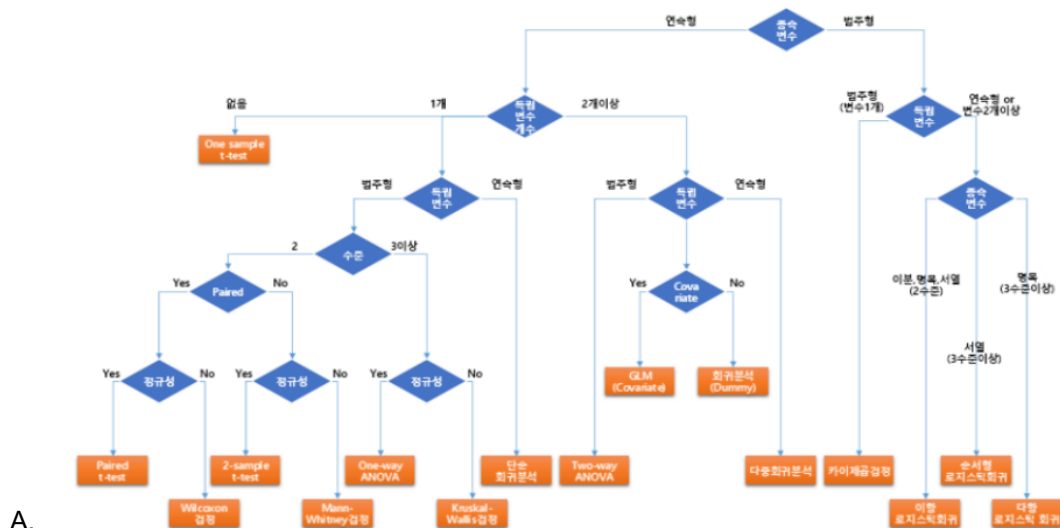 종속
변수
연속형
범주형
독립
변수
개수
없음
1개
2개이상
One sample
t-test
범주형
(변수1개)
독립
변수
연속형 or
변수2개이상
범주형
독립
변수
연속형
범주형
독립
변수
연속형
종속
변수
2
수준
3이상
Yes
Paired
No
Yes
Cova
riate
No
이분,명목,서열
(2수준)
명목
(3수준이상)
서열
(3수준이상)
Yes
정규성
No
Yes
정규성
No
Yes
정규성
No
GLM
(Covariate)
회귀분석
(Dummy)
Paired
t-test
2-sample
t-test
One-way
ANOVA
단순
회귀분석
Two-way
ANOVA
다중회귀분석
카이제곱검정
순서형
로지스틱회귀
Wilcoxon
검정
Mann-
Whitney검정
Kruskal-
Wallis검정
이항
로지스틱회귀
다항
로지스틱 회귀
A.